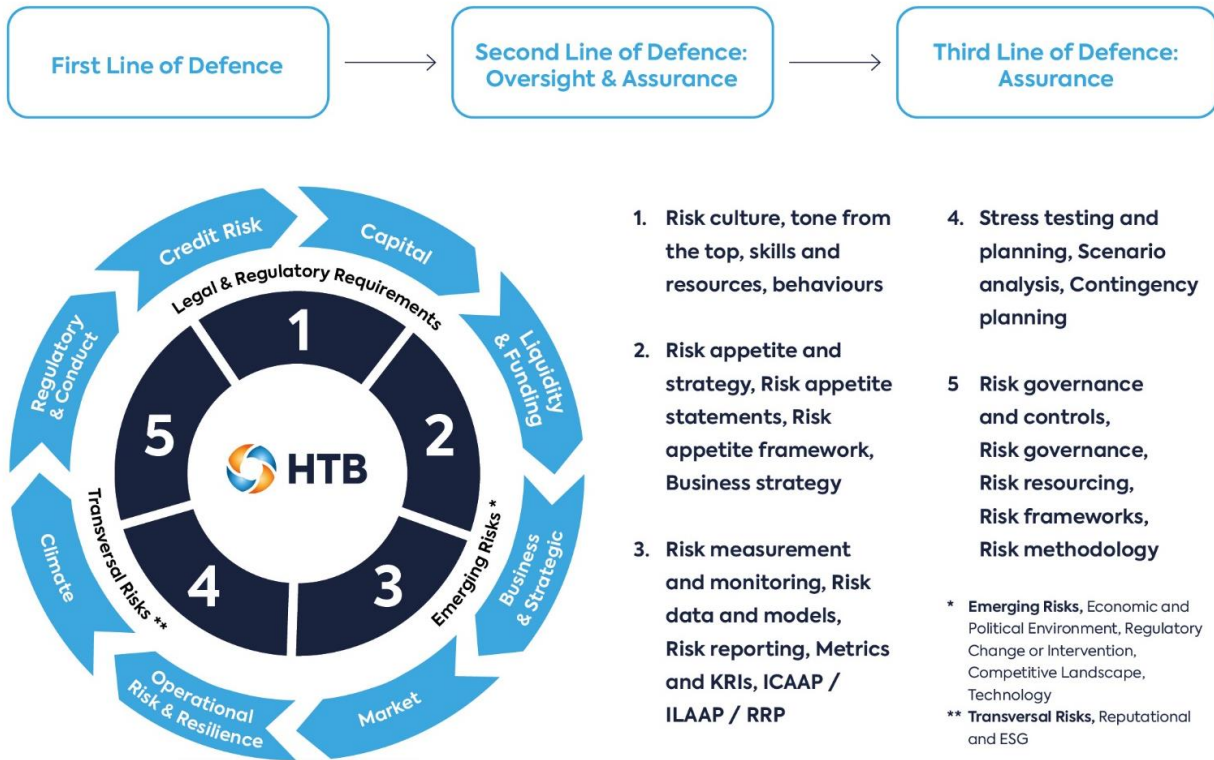 First Line of Defence
Second Line of Defence:
Oversight & Assurance
Third Line of Defence:
Assurance
Credit Risk
Capital
Liquidity
& Funding
Business
& Strategic
Market
Operational
Risk & Resilience
Climate
Regulatory
& Conduct
Legal & Regulatory Requirements
Emerging Risks *
Transversal Risks **
1
2
3
4
5
HTB
1. Risk culture, tone from
the top, skills and
resources, behaviours
2. Risk appetite and
strategy, Risk appetite
statements, Risk
appetite framework,
Business strategy
3. Risk measurement
and monitoring, Risk
data and models,
Risk reporting, Metrics
and KRIs, ICAAP /
ILAAP / RRP
4. Stress testing and
planning, Scenario
analysis, Contingency
planning
5 Risk governance
and controls,
Risk governance,
Risk resourcing,
Risk frameworks,
Risk methodology
* Emerging Risks, Economic and
Political Environment, Regulatory
Change or Intervention,
Competitive Landscape,
Technology
** Transversal Risks, Reputational
and ESG